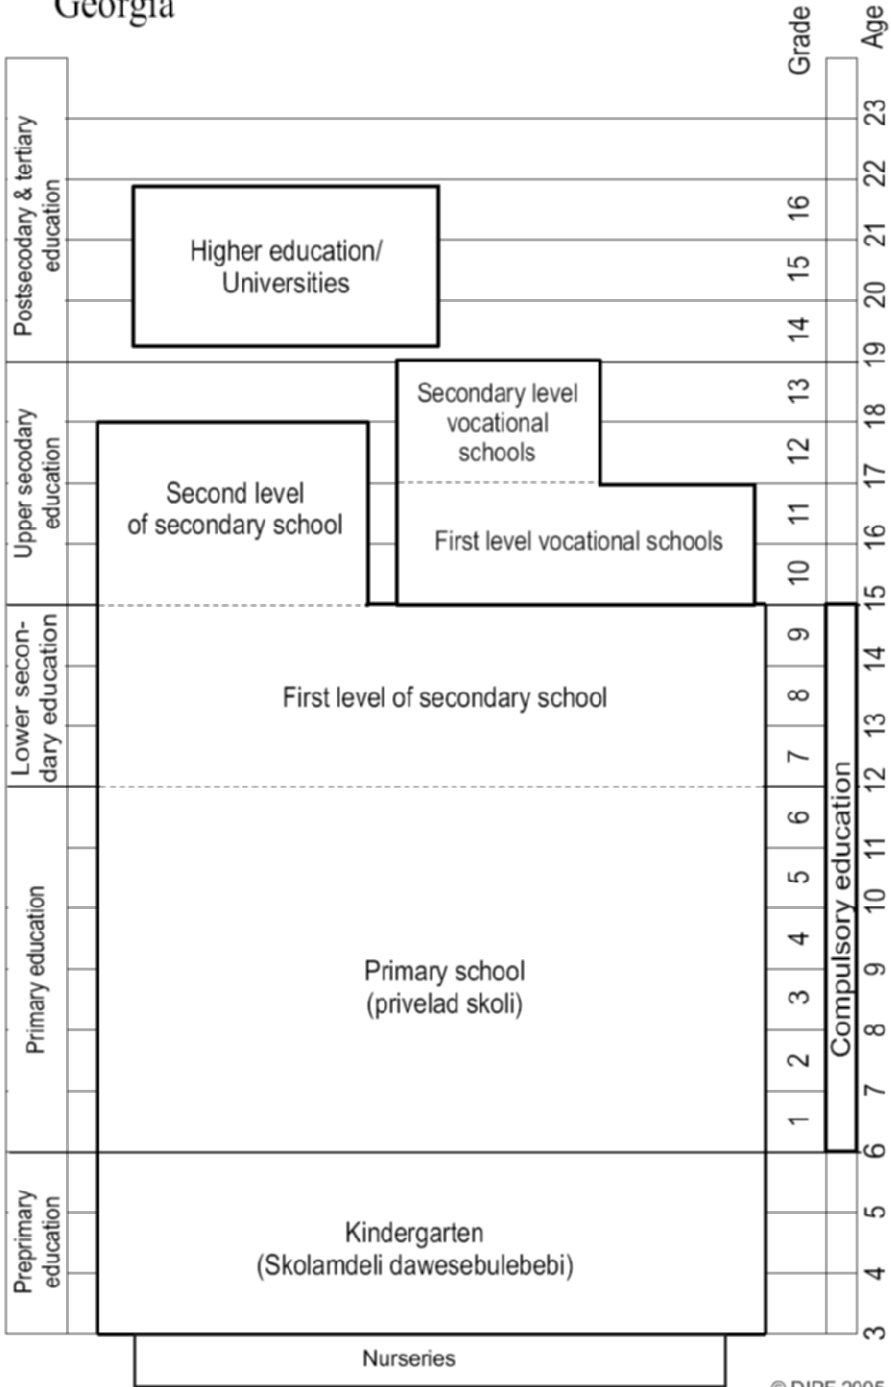 Georgia
Grade
Age
Postsecodary & tertiary
education
23
22
16
21
15
20
14
19
Higher education/
Universities
Upper secodary
education
13
18
12
17
11
16
10
15
Secondary level
vocational
schools
Second level
of secondary school
First level vocational schools
Lower secon-
dary education
9
14
8
13
7
12
First level of secondary school
Primary education
6
11
5
10
4
9
3
8
2
7
1
6
Compulsory education
Primary school
(privelad skoli)
Preprimary
education
5
4
3
Kindergarten
(Skolamdeli dawesebulebebi)
Nurseries
© DIPF 2005